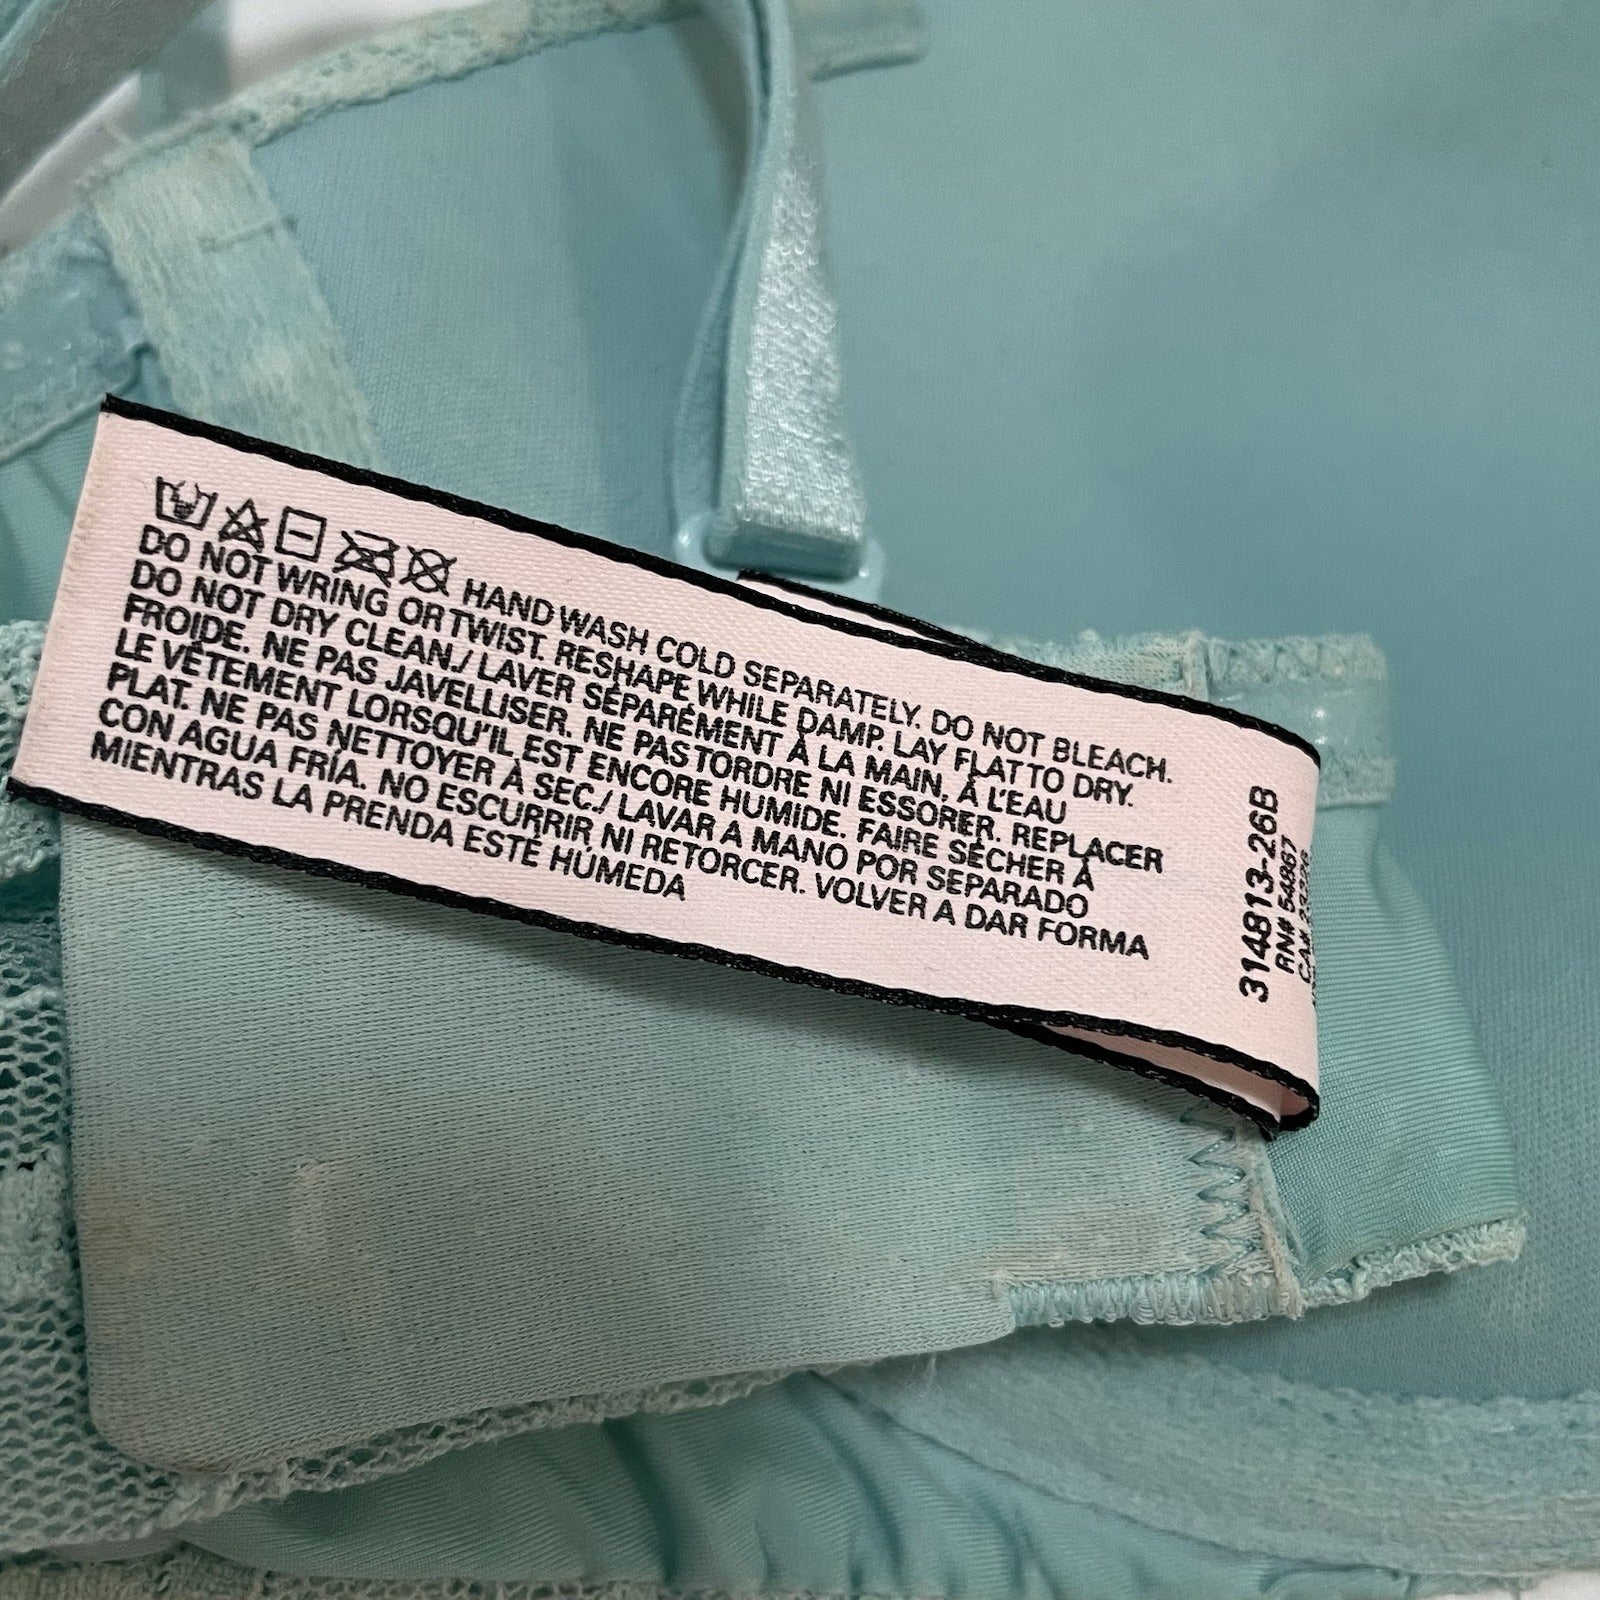 HAND WASH COLD SEPARATELY. DO NOT BLEACH.
DO NOT WRING OR TWIST. RESHAPE WHILE DAMP. LAY FLAT TO DRY.
DO NOT DRY CLEAN./ LAVER SÉPARÉMENT À LA MAIN, À L'EAU
FROIDE. NE PAS JAVELLISER. NE PAS TORDRE NI ESSORER. REPLACER
LE VÊTEMENT LORSQU'IL EST ENCORE HUMIDE. FAIRE SÉCHER À
PLAT. NE PAS NETTOYER À SEC./ LAVAR A MANO POR SEPARADO
CON AGUA FRÍA. NO ESCURRIR NI RETORCER. VOLVER A DAR FORMA
MIENTRAS LA PRENDA ESTÉ HÚMEDA
314813-26B
RN# 54867
CA#